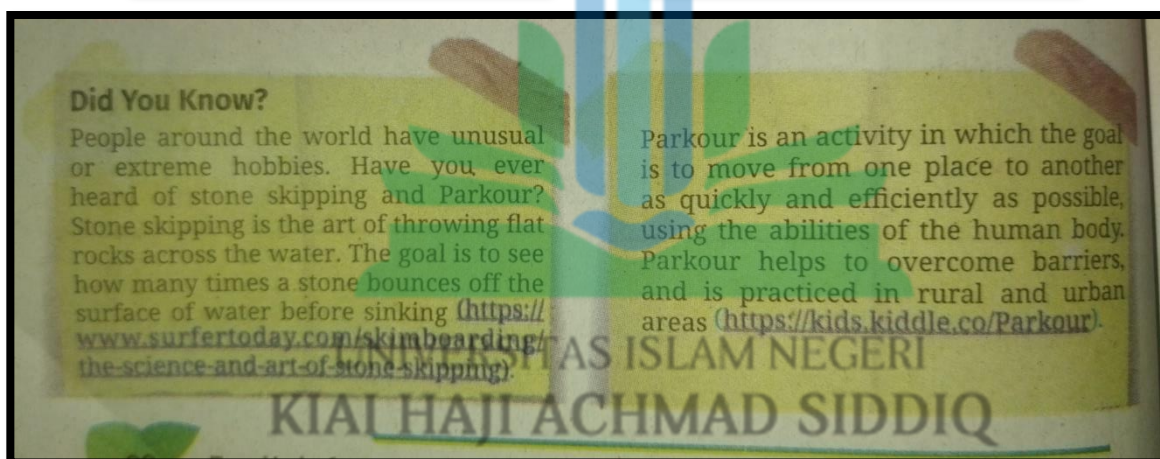 Did You Know?
People around the world have unusual
or extreme hobbies. Have you ever
heard of stone skipping and Parkour?
Stone skipping is the art of throwing flat
rocks across the water. The goal is to see
how many times a stone bounces off the
surface of water before sinking (https://
www.surfertoday.com/skimboarding/
the-science-and-art-of-stone-skipping).
Parkour is an activity in which the goal
is to move from one place to another
as quickly and efficiently as possible,
using the abilities of the human body.
Parkour helps to overcome barriers,
and is practiced in rural and urban
areas (https://kids.kiddle.co/Parkour).
UNIVERSITAS ISLAM NEGERI
KIAI HAJI ACHMAD SIDDIQ